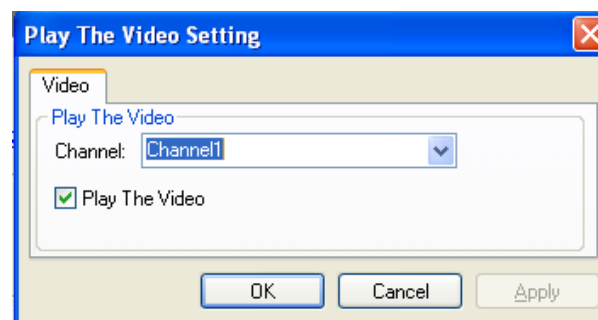 Play The Video Setting
Video
Play The Video
Channel: Channel1
Play The Video
OK Cancel Apply